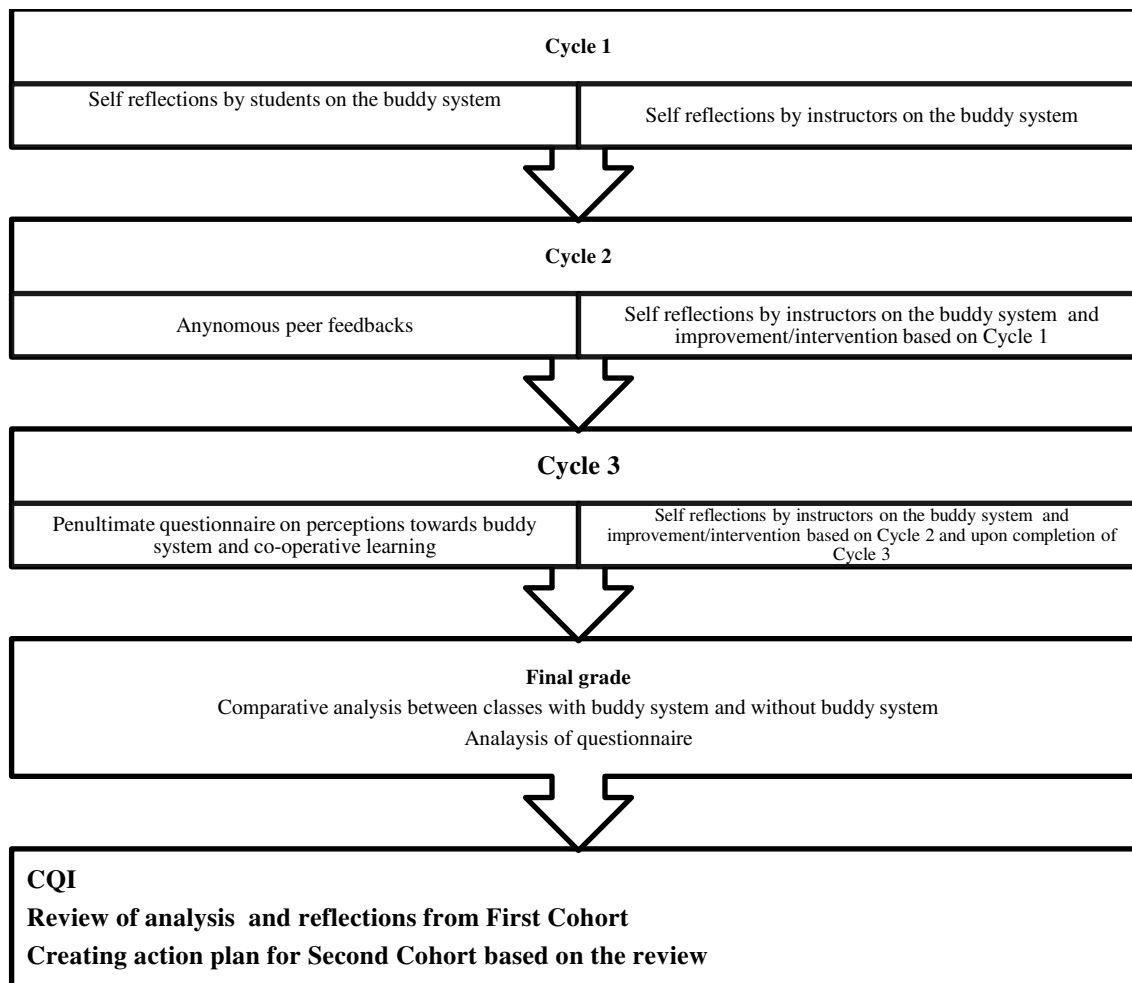 Cycle 1
Self reflections by students on the buddy system
Self reflections by instructors on the buddy system
Cycle 2
Anynomous peer feedbacks
Self reflections by instructors on the buddy system and
improvement/intervention based on Cycle 1
Cycle 3
Penultimate questionnaire on perceptions towards buddy
system and co-operative learning
Self reflections by instructors on the buddy system and
improvement/intervention based on Cycle 2 and upon completion of
Cycle 3
Final grade
Comparative analysis between classes with buddy system and without buddy system
Analaysis of questionnaire
CQI
Review of analysis and reflections from First Cohort
Creating action plan for Second Cohort based on the review